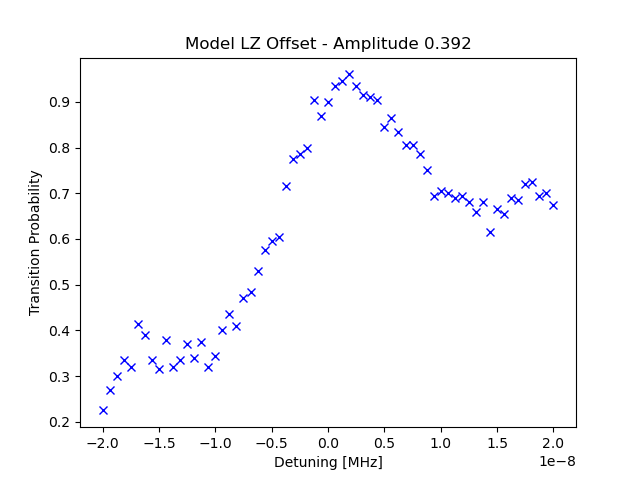 Model LZ Offset - Amplitude 0.392
Transition Probability
0.9
0.8
0.7
0.6
0.5
0.4
0.3
0.2
−2.0 −1.5 −1.0 −0.5 0.0 0.5 1.0 1.5 2.0
1e−8
Detuning [MHz]